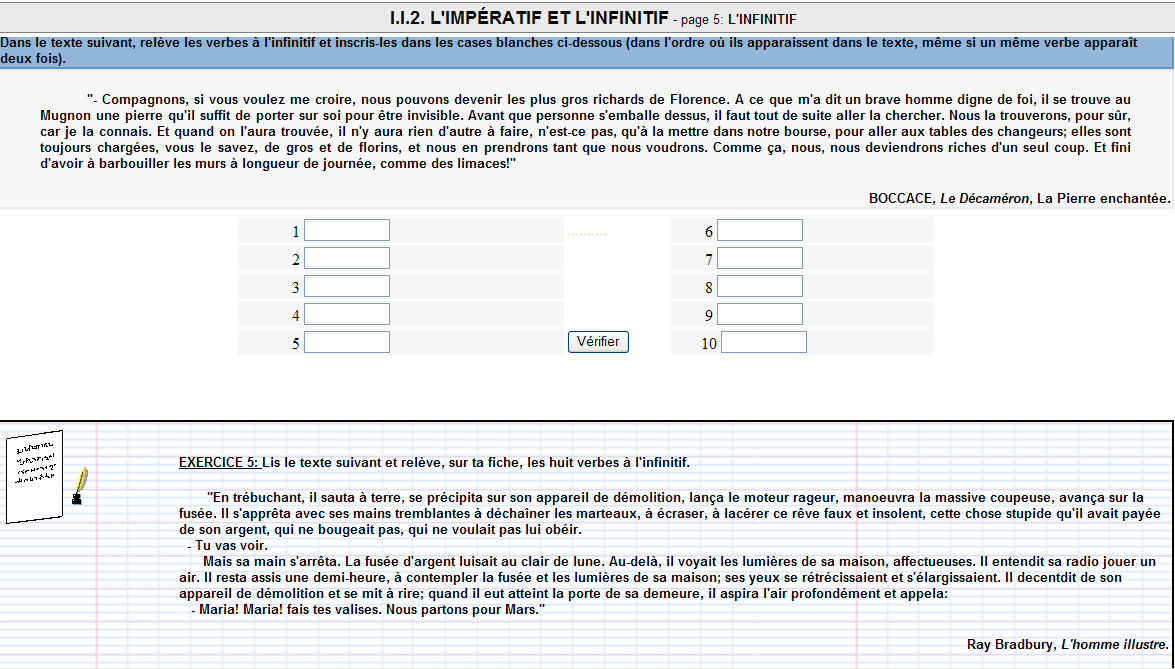 I.I.2. L'IMPÉRATIF ET L'INFINITIF - page 5: L'INFINITIF
Dans le texte suivant, relève les verbes à l'infinitif et inscris-les dans les cases blanches ci-dessous (dans l'ordre où ils apparaissent dans le texte, même si un même verbe apparaît
deux fois).
"- Compagnons, si vous voulez me croire, nous pouvons devenir les plus gros richards de Florence. A ce que m'a dit un brave homme digne de foi, il se trouve au
Mugnon une pierre qu'il suffit de porter sur soi pour être invisible. Avant que personne s'emballe dessus, il faut tout de suite aller la chercher. Nous la trouverons, pour sûr,
car je la connais. Et quand on l'aura trouvée, il n'y aura rien d'autre à faire, n'est-ce pas, qu'à la mettre dans notre bourse, pour aller aux tables des changeurs; elles sont
toujours chargées, vous le savez, de gros et de florins, et nous en prendrons tant que nous voudrons. Comme ça, nous, nous deviendrons riches d'un seul coup. Et fini
d'avoir à barbouiller les murs à longueur de journée, comme des limaces!"
BOCCACE, Le Décaméron, La Pierre enchantée.
1 6
2 7
3 8
4 9
5 Vérifier 10
EXERCICE 5: Lis le texte suivant et relève, sur ta fiche, les huit verbes à l'infinitif.
"En trébuchant, il sauta à terre, se précipita sur son appareil de démolition, lança le moteur rageur, manoeuvra la massive coupeuse, avança sur la
fusée. Il s'apprêta avec ses mains tremblantes à déchaîner les marteaux, à écraser, à lacérer ce rêve faux et insolent, cette chose stupide qu'il avait payée
de son argent, qui ne bougeait pas, qui ne voulait pas lui obéir.
- Tu vas voir.
Mais sa main s'arrêta. La fusée d'argent luisait au clair de lune. Au-delà, il voyait les lumières de sa maison, affectueuses. Il entendit sa radio jouer un
air. Il resta assis une demi-heure, à contempler la fusée et les lumières de sa maison; ses yeux se rétrécissaient et s'élargissaient. Il decentdit de son
appareil de démolition et se mit à rire; quand il eut atteint la porte de sa demeure, il aspira l'air profondément et appela:
- Maria! Maria! fais tes valises. Nous partons pour Mars."
Ray Bradbury, L'homme illustre.